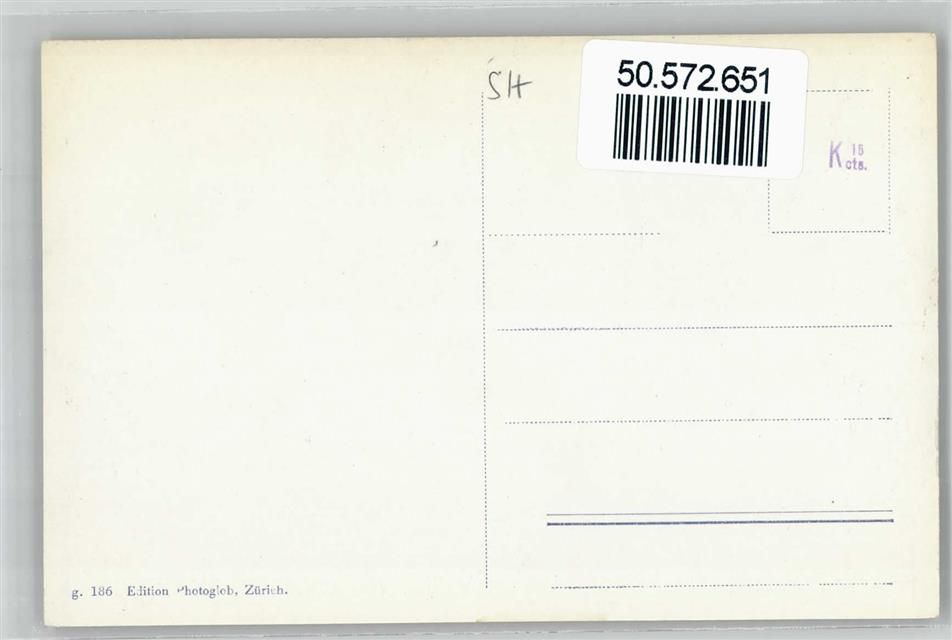 SH
50.572.651
K 15 cts.
g. 186 Edition Photoglob, Zürich.